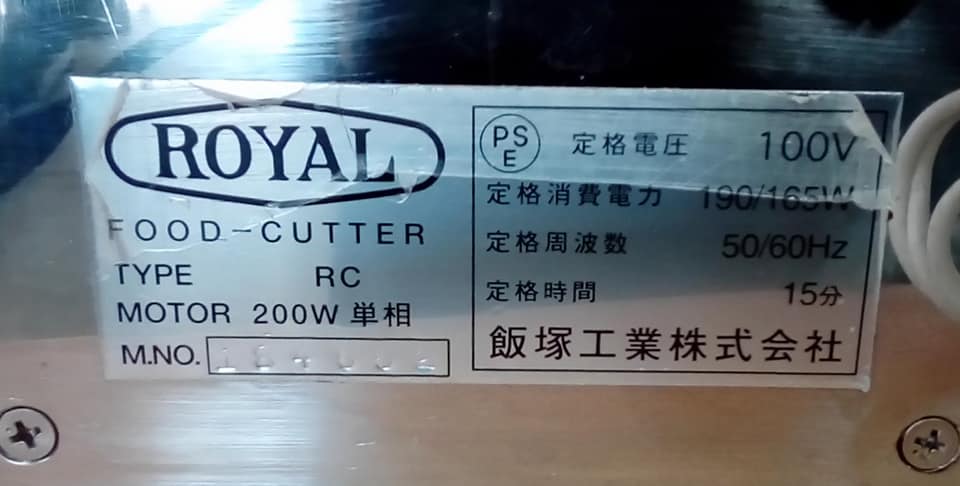 ROYAL
FOOD-CUTTER
TYPE RC
MOTOR 200W 単相
M.NO.
PS
E
定格電圧 100V
定格消費電力 190/165W
定格周波数 50/60Hz
定格時間 15分
飯塚工業株式会社